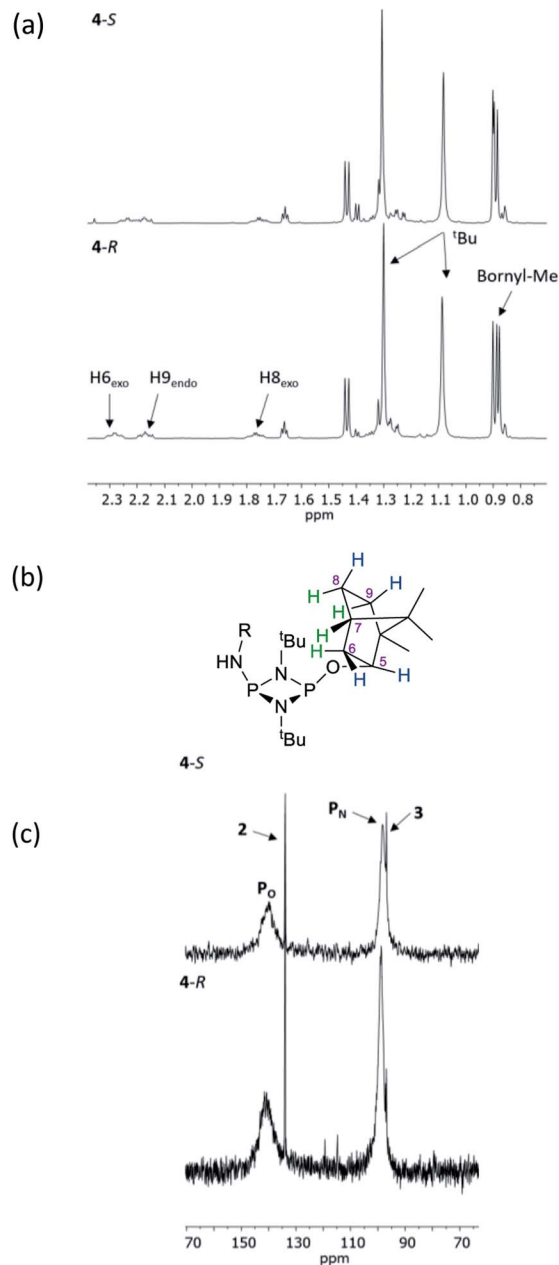 (a)
4-S
4-R
ᵗBu
Bornyl-Me
H6exo
H9endo
H8exo
2.3 2.2 2.1 2.0 1.9 1.8 1.7 1.6 1.5 1.4 1.3 1.2 1.1 1.0 0.9 0.8
ppm
(b)
H
H 8 9 H
H
R
7
ᵗBu
H
HN
H 6
N
O
5
P P
H H
N
ᵗBu
4-S
(c)
PN
2 3
PO
4-R
70 150 130 110 90 70
ppm